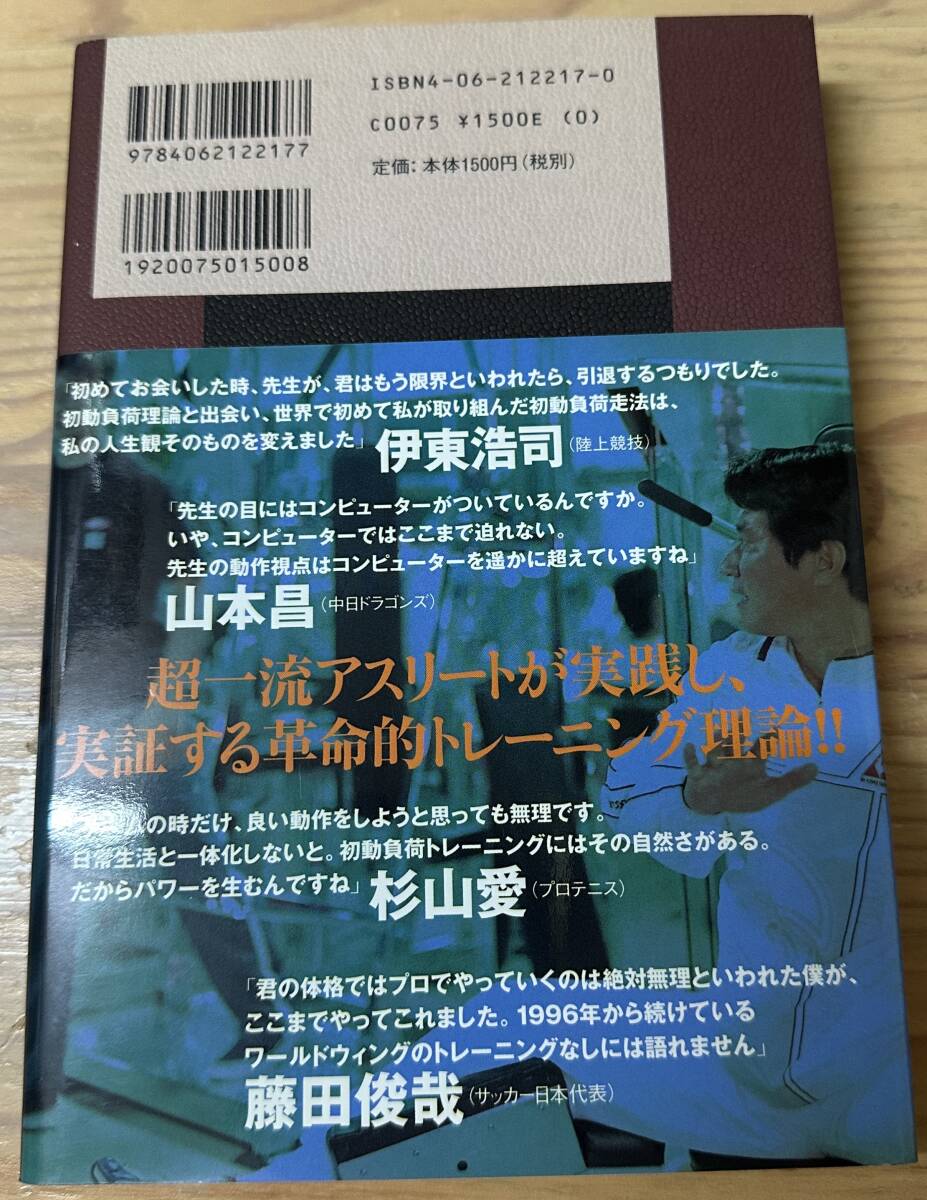 ISBN4-06-212217-0
C0075 ¥1500E (0)
定価：本体1500円（税別）
9784062122177
1920075015008
「初めてお会いした時、先生が、君はもう限界といわれたら、引退するつもりでした。
初動負荷理論と出会い、世界で初めて私が取り組んだ初動負荷走法は、
私の人生観そのものを変えました」伊東浩司（陸上競技）
「先生の目にはコンピューターがついているんですか。
いや、コンピューターではここまで迫れない。
先生の動作視点はコンピューターを遥かに超えていますね」
山本昌（中日ドラゴンズ）
超一流アスリートが実践し、
実証する革命的トレーニング理論!!
の時だけ、良い動作をしようと思っても無理です。
日常生活と一体化しないと。初動負荷トレーニングにはその自然さがある。
だからパワーを生むんですね」杉山愛（プロテニス）
「君の体格ではプロでやっていくのは絶対無理といわれた僕が、
ここまでやってこれました。1996年から続けている
ワールドウィングのトレーニングなしには語れません」
藤田俊哉（サッカー日本代表）